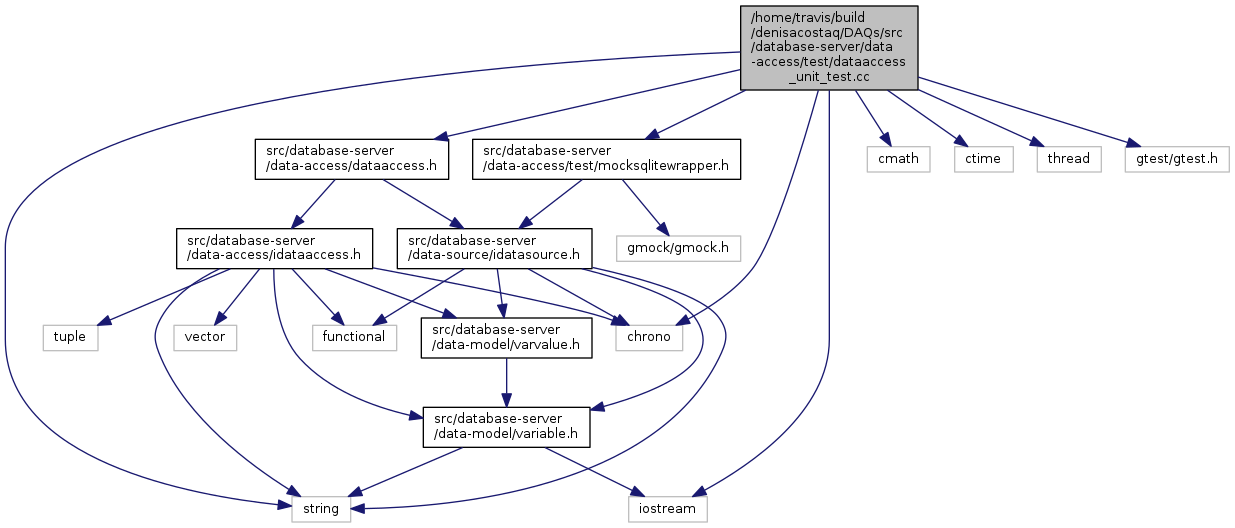 /home/travis/build
/denisacostaq/DAQs/src
/database-server/data
-access/test/dataaccess
_unit_test.cc
src/database-server
/data-access/dataaccess.h
src/database-server
/data-access/test/mocksqlitewrapper.h
cmath
ctime
thread
gtest/gtest.h
src/database-server
/data-access/idataaccess.h
src/database-server
/data-source/idatasource.h
gmock/gmock.h
tuple
vector
functional
src/database-server
/data-model/varvalue.h
chrono
src/database-server
/data-model/variable.h
string
iostream